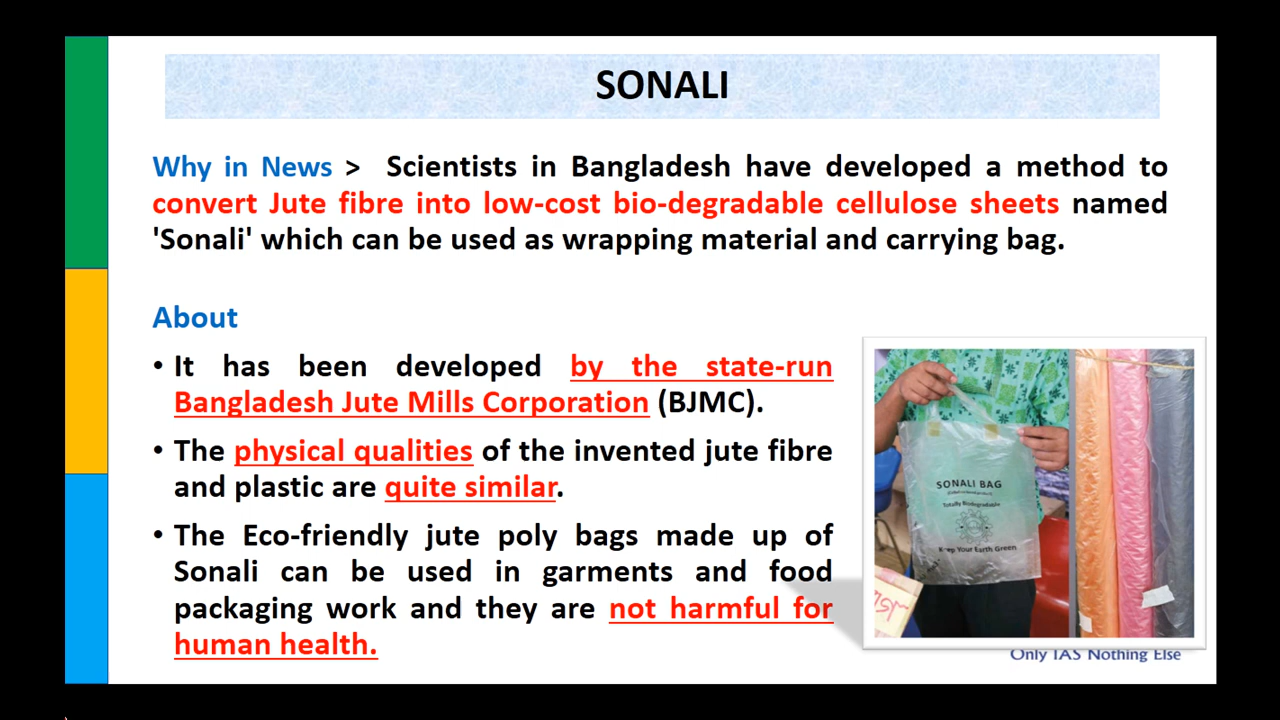 SONALI
Why in News > Scientists in Bangladesh have developed a method to
convert Jute fibre into low-cost bio-degradable cellulose sheets named
'Sonali' which can be used as wrapping material and carrying bag.
About
• It has been developed by the state-run
Bangladesh Jute Mills Corporation (BJMC).
• The physical qualities of the invented jute fibre
and plastic are quite similar.
• The Eco-friendly jute poly bags made up of
Sonali can be used in garments and food
packaging work and they are not harmful for
human health.
SONALI BAG
Totally Biodegradable
Keep Your Earth Green
Only IAS Nothing Else